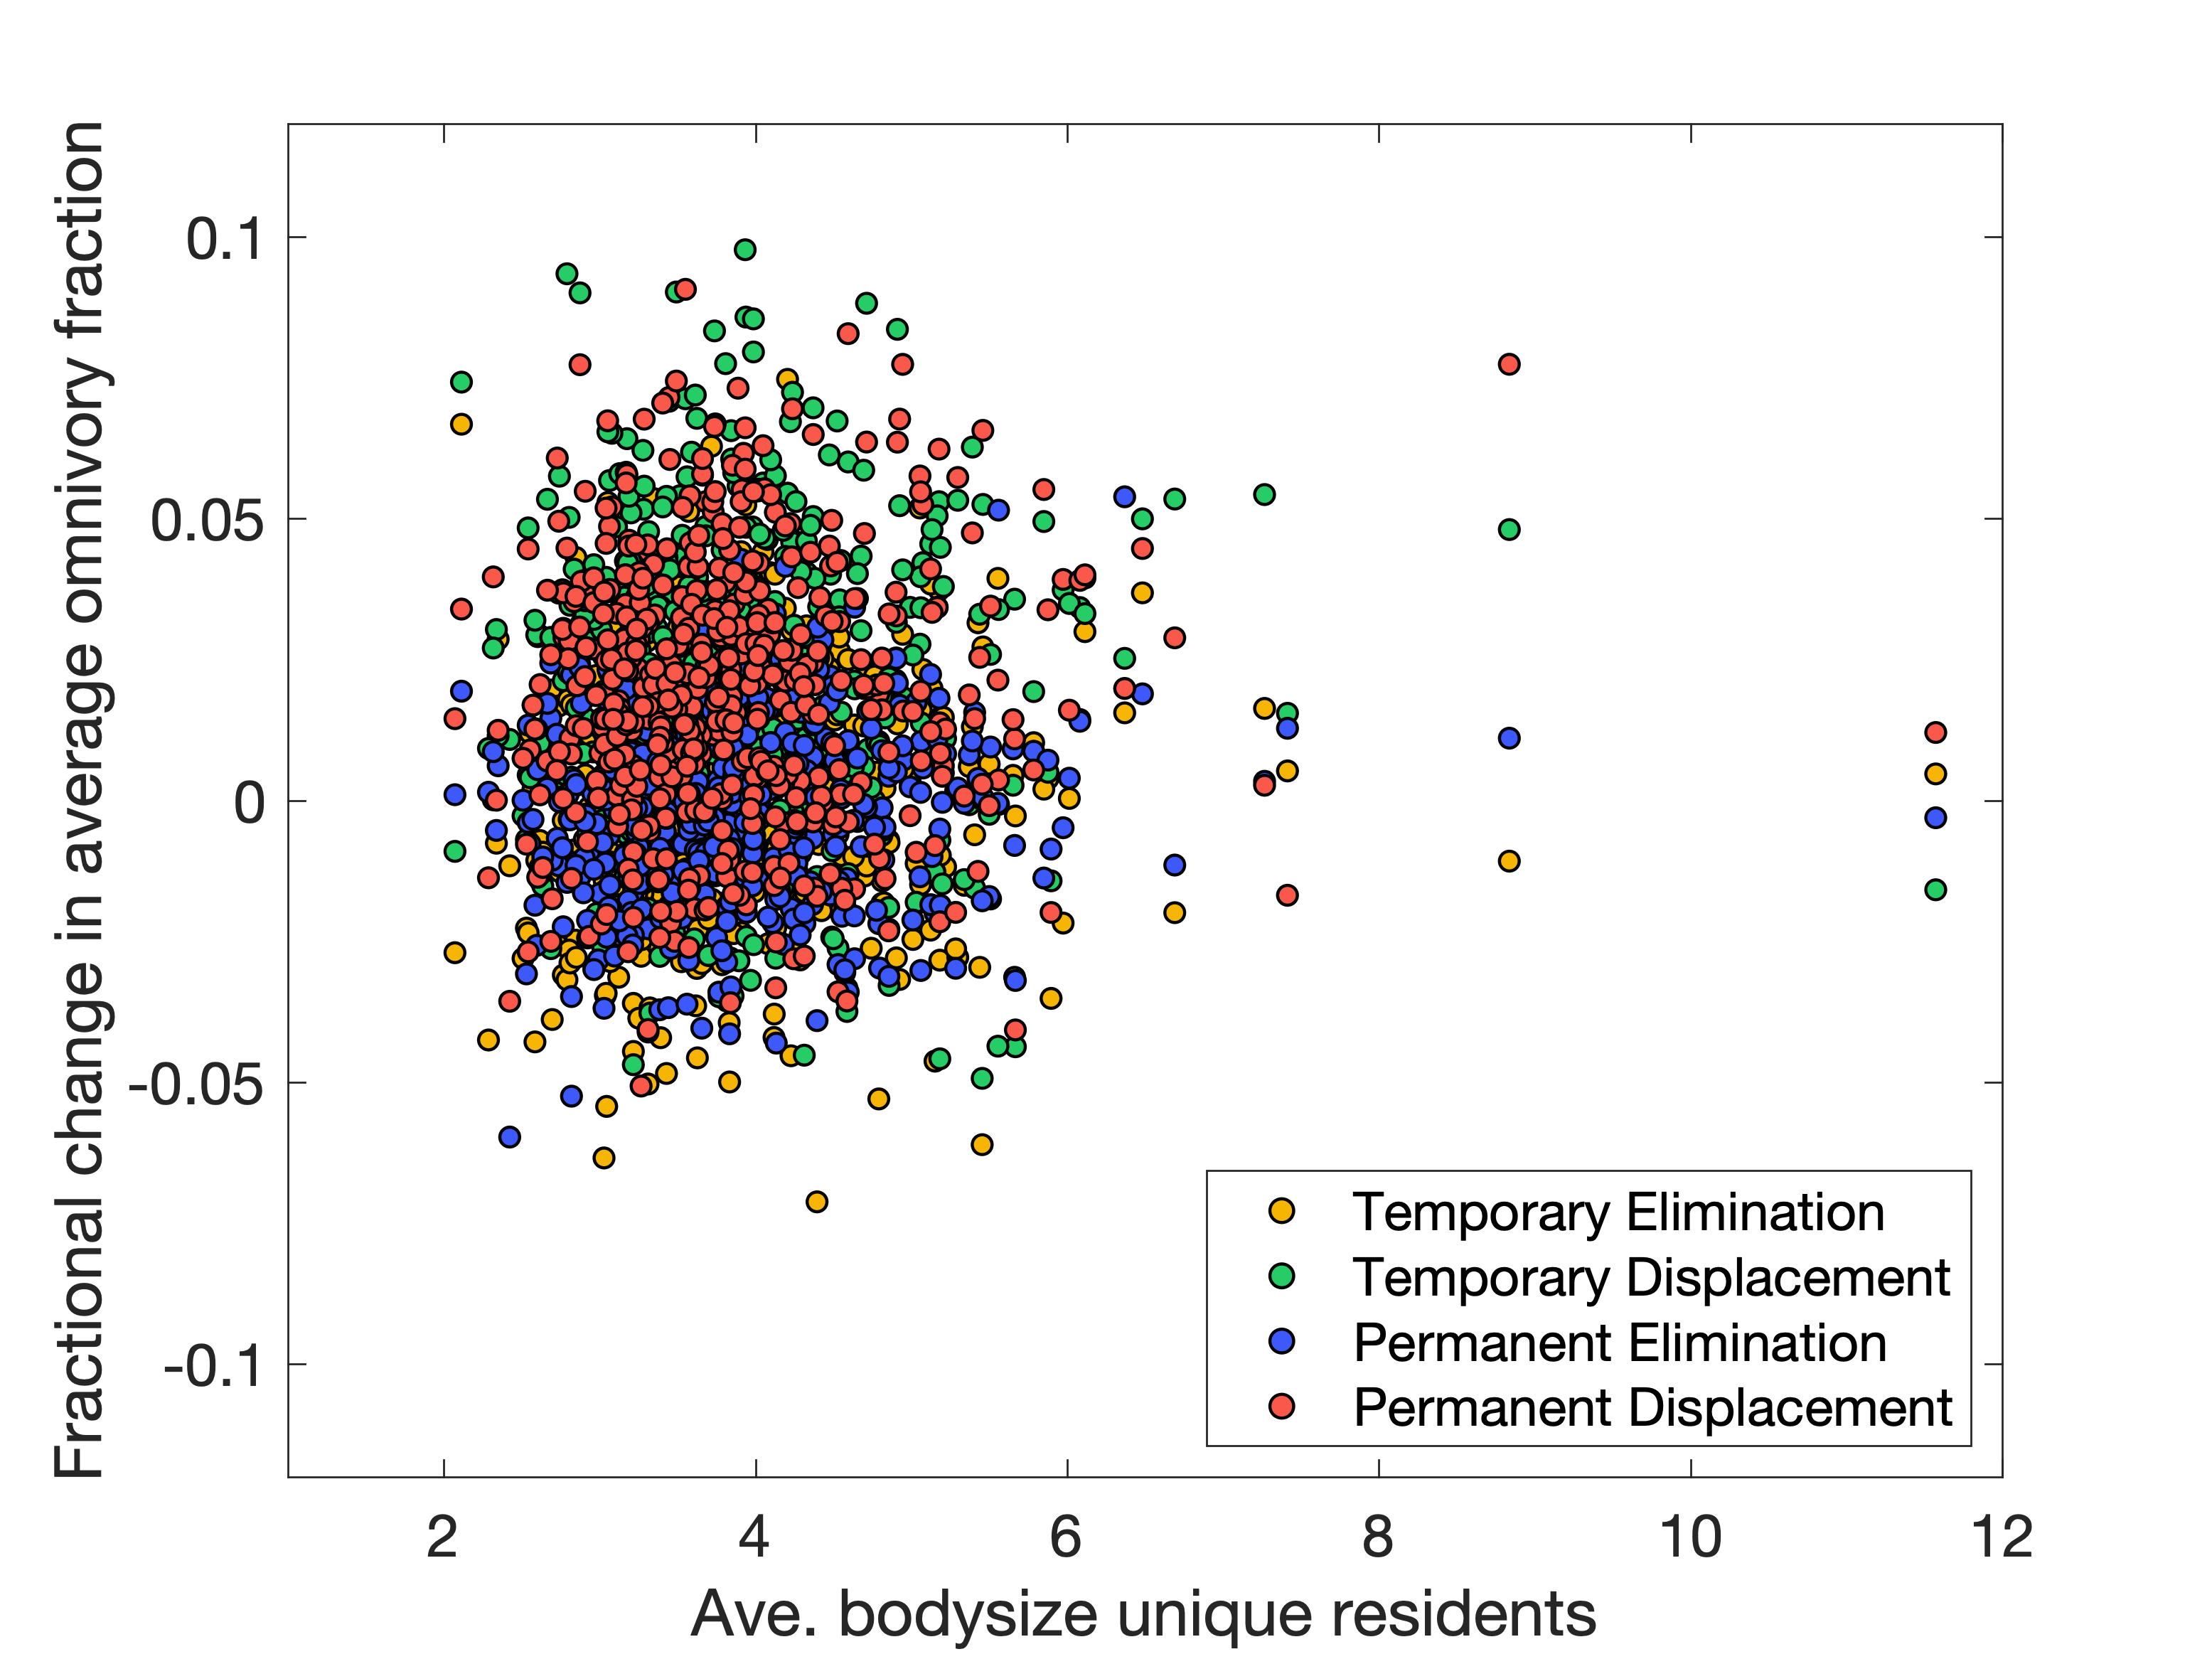 Fractional change in average omnivory fraction
0.1
0.05
0
-0.05
-0.1
Temporary Elimination
Temporary Displacement
Permanent Elimination
Permanent Displacement
2 4 6 8 10 12
Ave. bodysize unique residents